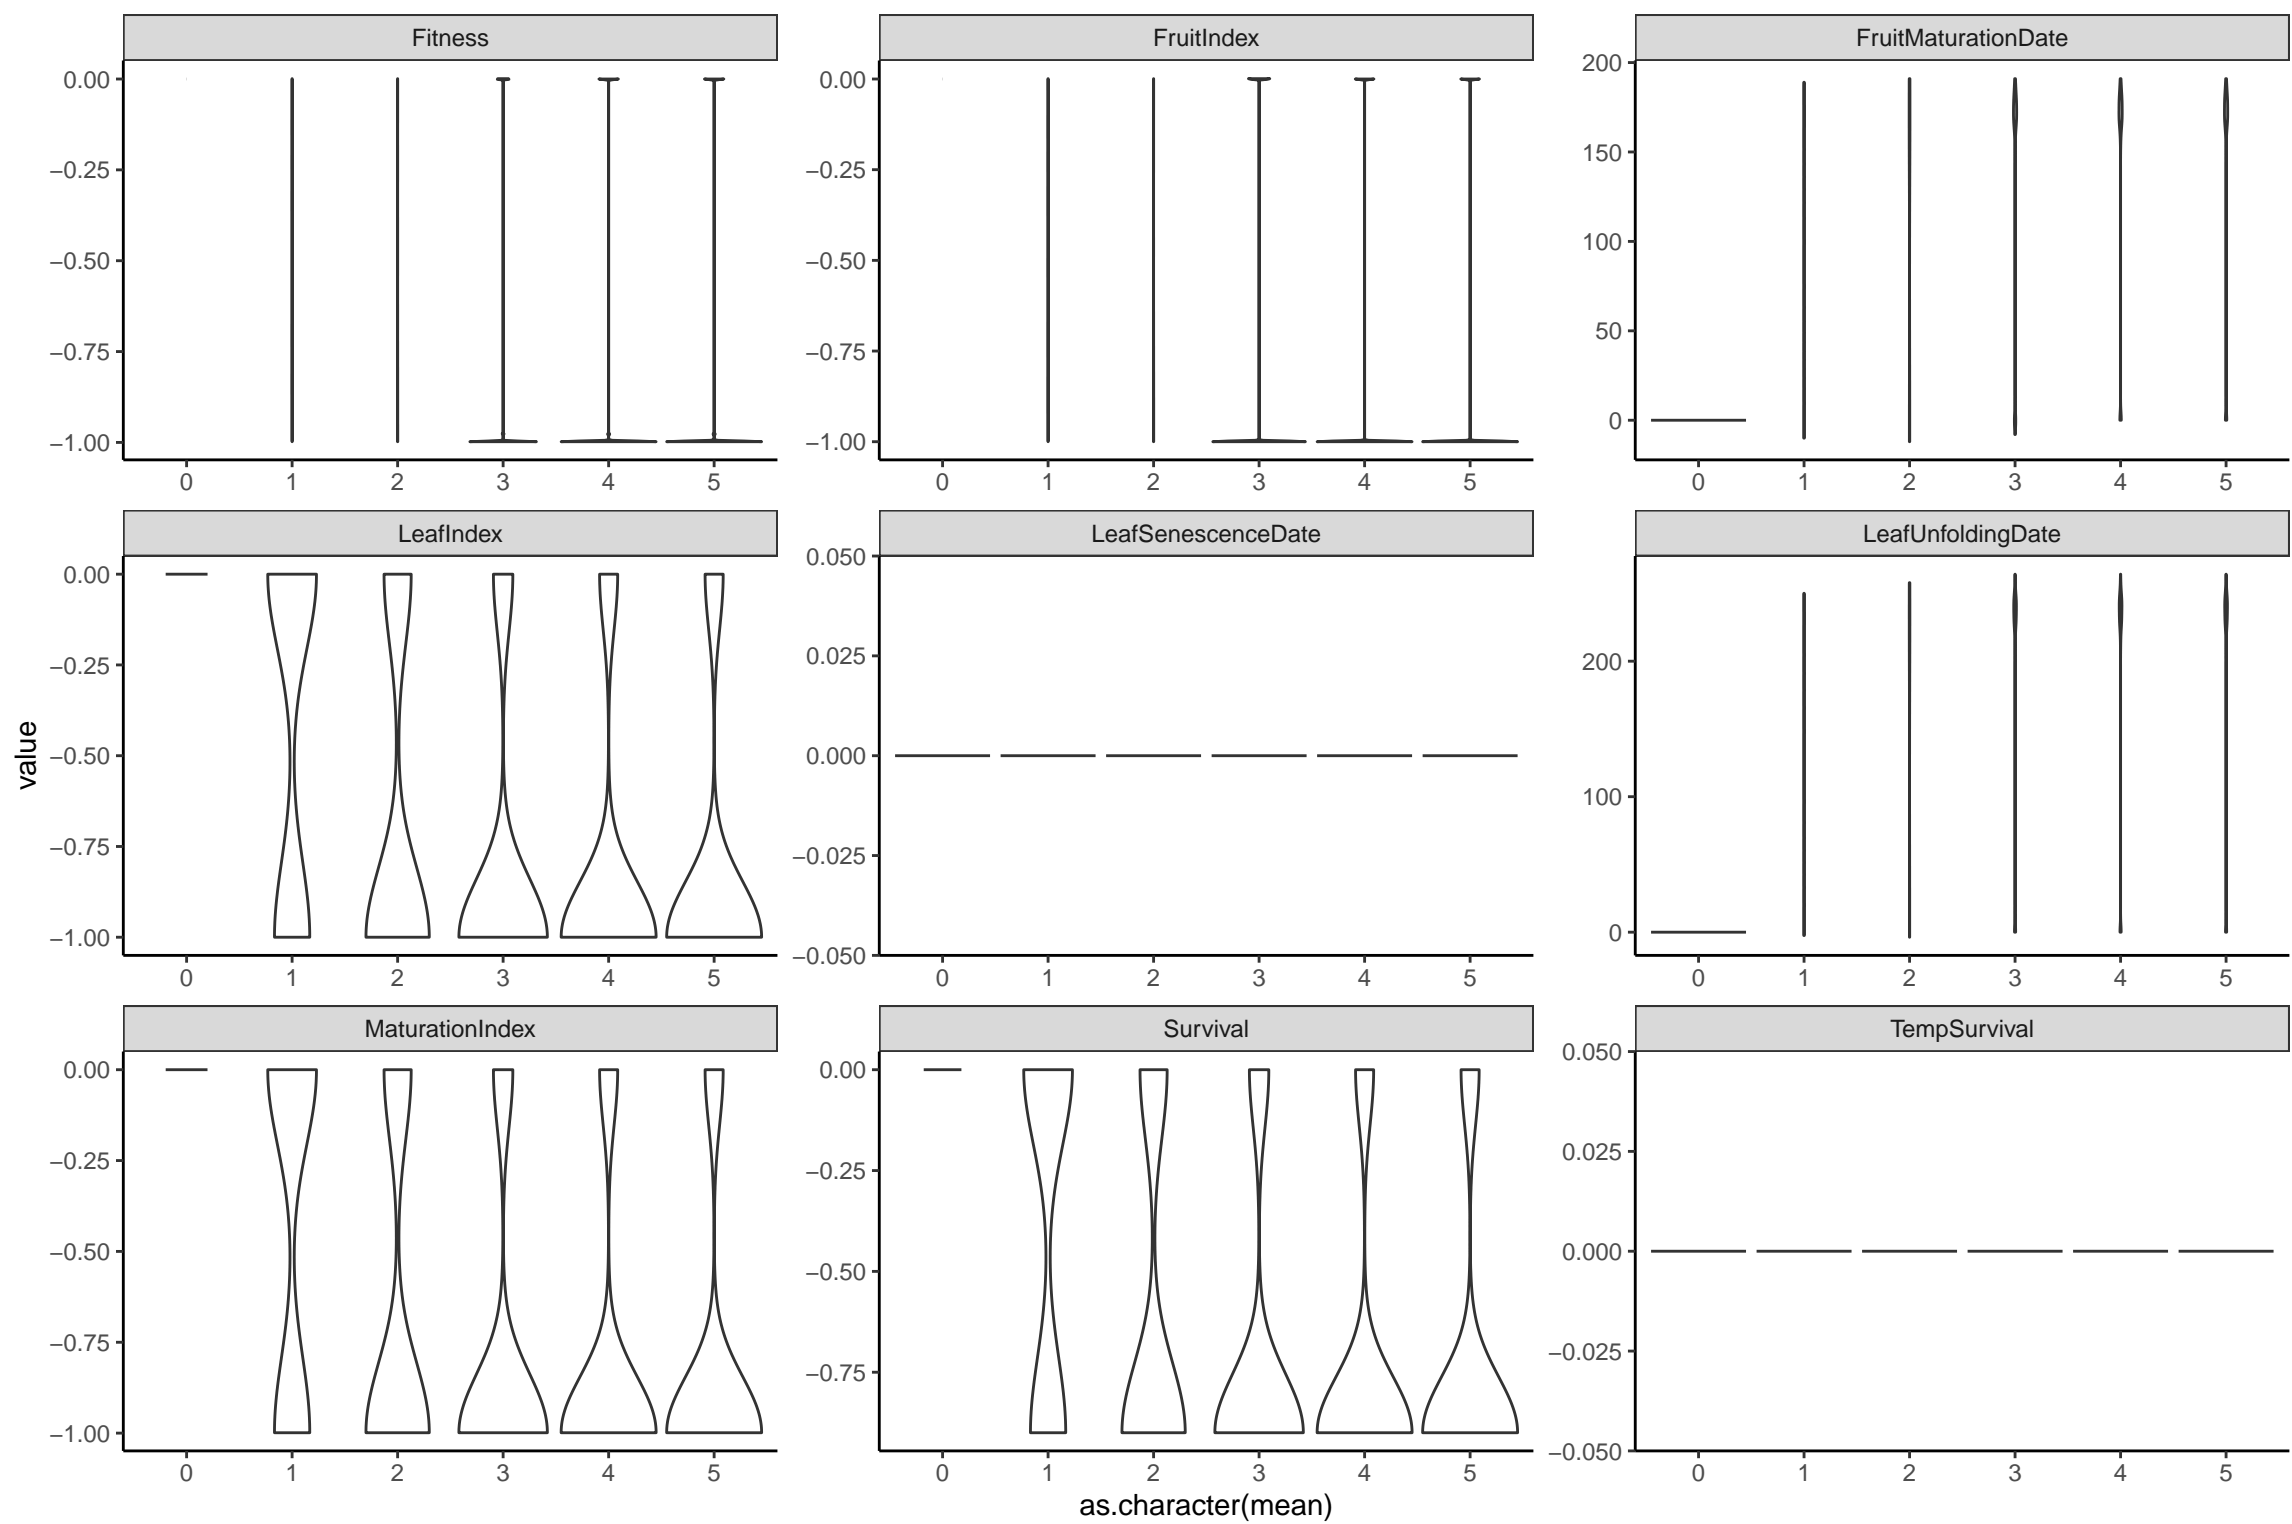 Fitness FruitIndex FruitMaturationDate
0.00 −0.25 −0.50 −0.75 −1.00
0 1 2 3 4 5
0.00 −0.25 −0.50 −0.75 −1.00
0 1 2 3 4 5
200 150 100 50 0
0 1 2 3 4 5
LeafIndex LeafSenescenceDate LeafUnfoldingDate
0.00 −0.25 −0.50 −0.75 −1.00
0 1 2 3 4 5
0.050 0.025 0.000 −0.025 −0.050
0 1 2 3 4 5
200 100 0
0 1 2 3 4 5
MaturationIndex Survival TempSurvival
0.00 −0.25 −0.50 −0.75 −1.00
0 1 2 3 4 5
0.00 −0.25 −0.50 −0.75
0 1 2 3 4 5
0.050 0.025 0.000 −0.025 −0.050
0 1 2 3 4 5
value
as.character(mean)